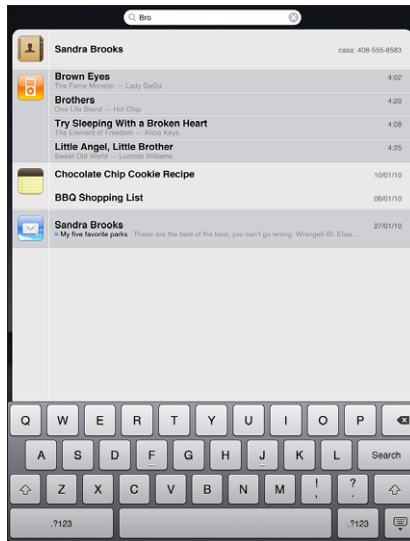 Bro
Sandra Brooks casa: 408-555-8583
Brown Eyes 4:02
The Fame Monster — Lady GaGa
Brothers 4:20
One Life Stand — Hot Chip
Try Sleeping With a Broken Heart 4:08
The Element of Freedom — Alicia Keys
Little Angel, Little Brother 4:25
Sweet Old World — Lucinda Williams
Chocolate Chip Cookie Recipe 10/01/10
BBQ Shopping List 06/01/10
Sandra Brooks 27/01/10
My five favorite parks These are the best of the best, you can't go wrong. Wrangell-St. Elias...
Q W E R T Y U I O P
A S D F G H J K L Search
Z X C V B N M ! , ? .
.?123 .?123